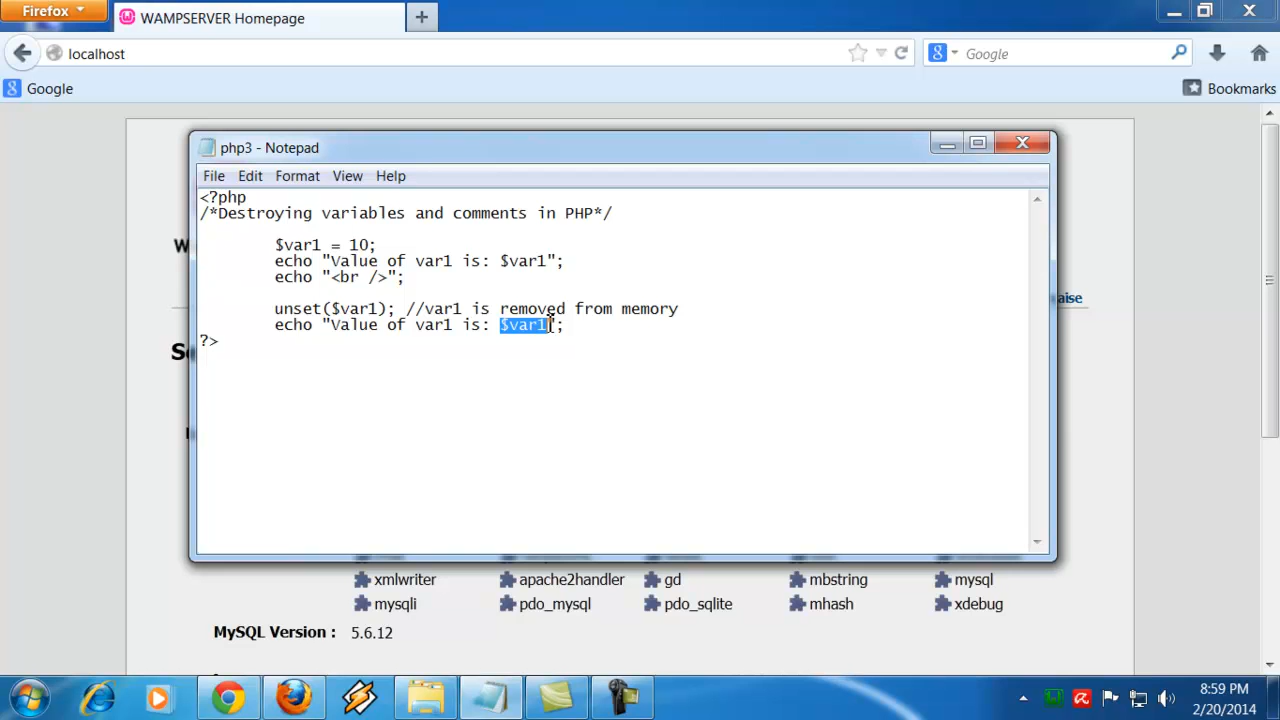 Firefox
WAMPSERVER Homepage
localhost
Google
Google
Bookmarks
php3 - Notepad
File Edit Format View Help
<?php
/*Destroying variables and comments in PHP*/
$var1 = 10;
echo "Value of var1 is: $var1";
echo "<br />";
unset($var1); //var1 is removed from memory
echo "Value of var1 is: $var1";
?>
aise
xmlwriter apache2handler gd mbstring mysql
mysqli pdo_mysql pdo_sqlite mhash xdebug
MySQL Version : 5.6.12
8:59 PM
2/20/2014